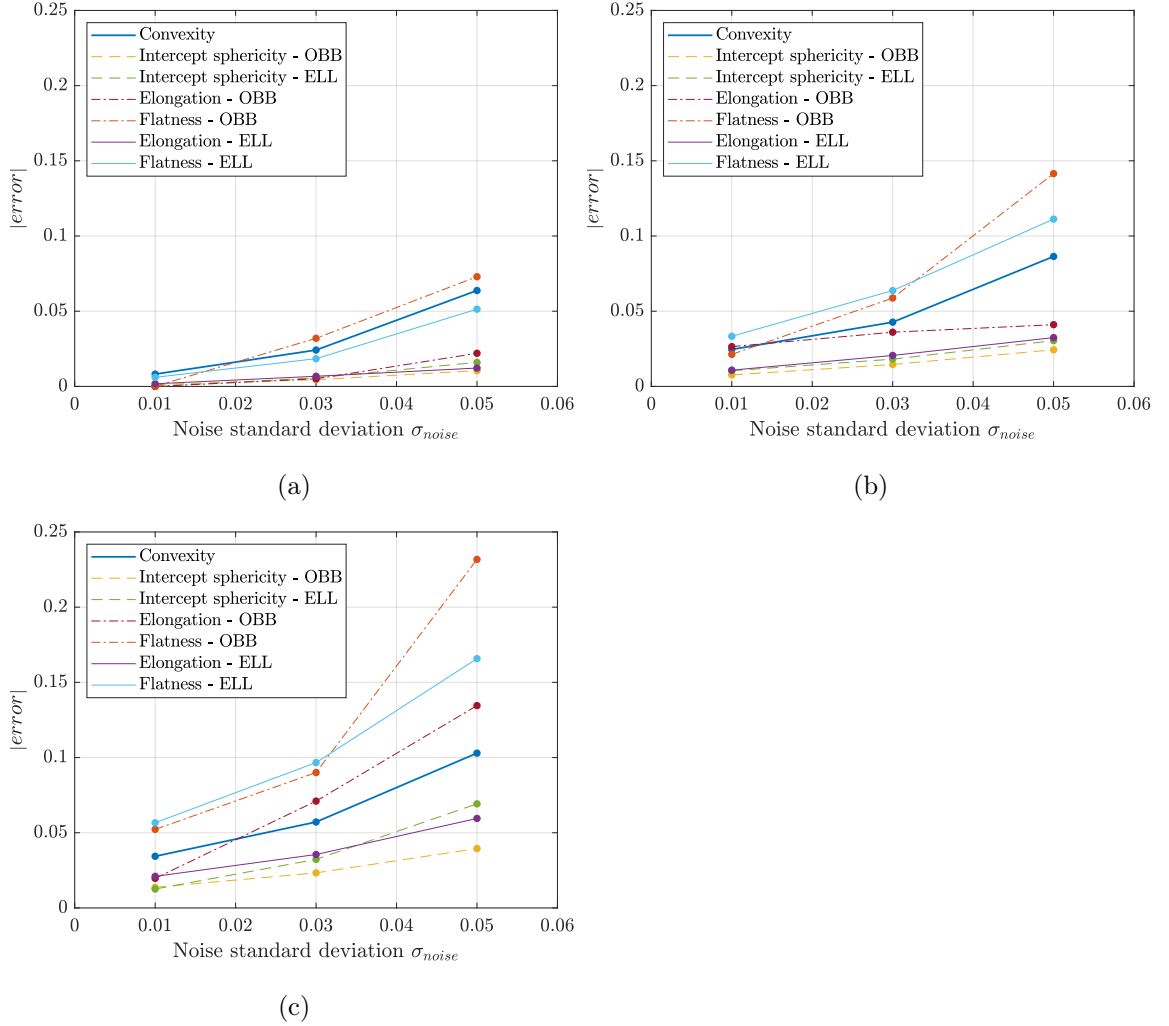 0.25
0.2
0.15
0.1
0.05
0
|error|
Convexity
Intercept sphericity - OBB
Intercept sphericity - ELL
Elongation - OBB
Flatness - OBB
Elongation - ELL
Flatness - ELL
0 0.01 0.02 0.03 0.04 0.05 0.06
Noise standard deviation σnoise
(a)
0.25
0.2
0.15
0.1
0.05
0
|error|
Convexity
Intercept sphericity - OBB
Intercept sphericity - ELL
Elongation - OBB
Flatness - OBB
Elongation - ELL
Flatness - ELL
0 0.01 0.02 0.03 0.04 0.05 0.06
Noise standard deviation σnoise
(b)
0.25
0.2
0.15
0.1
0.05
0
|error|
Convexity
Intercept sphericity - OBB
Intercept sphericity - ELL
Elongation - OBB
Flatness - OBB
Elongation - ELL
Flatness - ELL
0 0.01 0.02 0.03 0.04 0.05 0.06
Noise standard deviation σnoise
(c)